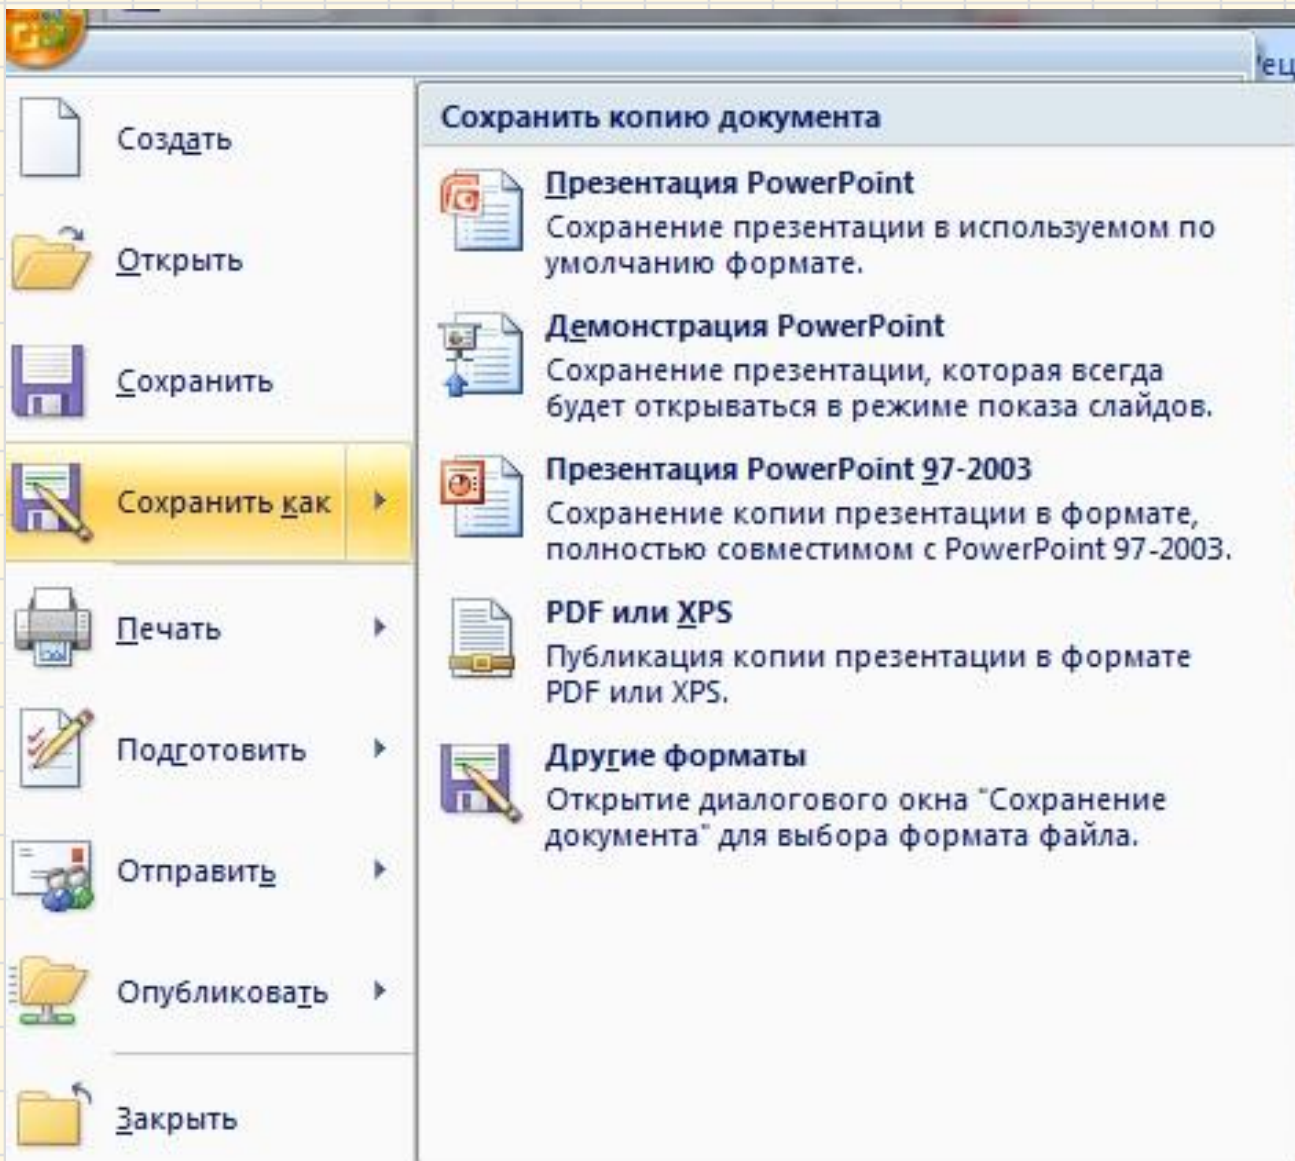 Создать
Открыть
Сохранить
Сохранить как
Печать
Подготовить
Отправить
Опубликовать
Закрыть
Сохранить копию документа
Презентация PowerPoint
Сохранение презентации в используемом по
умолчанию формате.
Демонстрация PowerPoint
Сохранение презентации, которая всегда
будет открываться в режиме показа слайдов.
Презентация PowerPoint 97-2003
Сохранение копии презентации в формате,
полностью совместимом с PowerPoint 97-2003.
PDF или XPS
Публикация копии презентации в формате
PDF или XPS.
Другие форматы
Открытие диалогового окна "Сохранение
документа" для выбора формата файла.